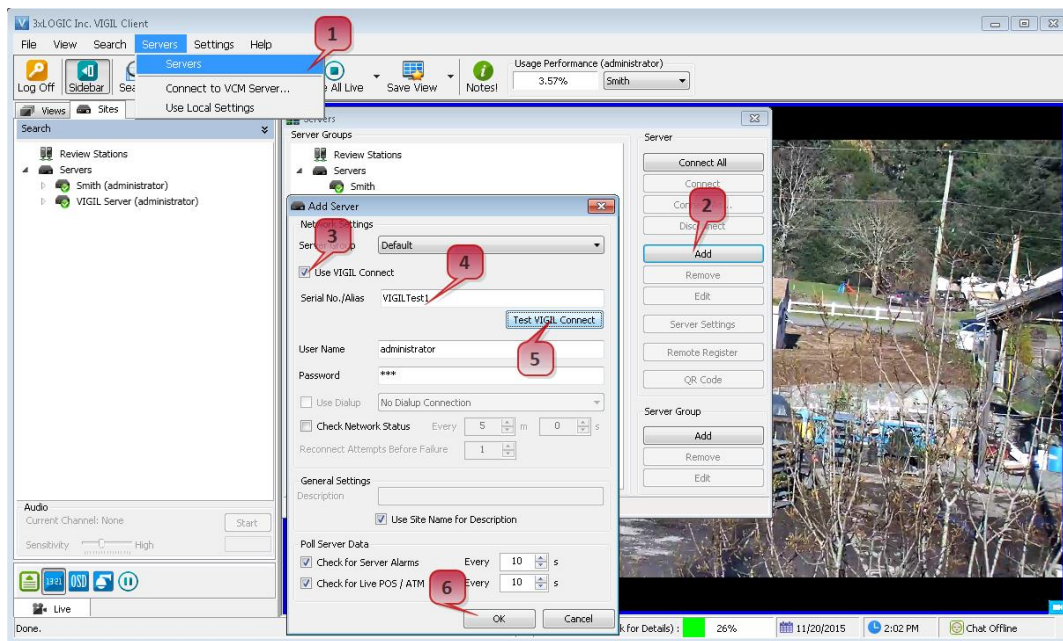 3xLOGIC Inc. VIGIL Client
File View Search Servers Settings Help
1
Servers
Connect to VCM Server...
Use Local Settings
Log Off Sidebar All Live Save View Notes!
Usage Performance (administrator)
3.57% Smith
Views Sites
Search
Review Stations
Servers
Smith (administrator)
VIGIL Server (administrator)
Servers
Server Groups
Review Stations
Servers
Smith
Server
Connect All
Connect
2
Disconnect
Add
Remove
Edit
Server Settings
Remote Register
QR Code
Server Group
Add
Remove
Edit
Add Server
Network Settings
3
Server Group Default
Use VIGIL Connect
4
Serial No./Alias VIGILTest1
Test VIGIL Connect
5
User Name administrator
Password ***
Use Dialup No Dialup Connection
Check Network Status Every 5 m 0 s
Reconnect Attempts Before Failure 1
General Settings
Description
Use Site Name for Description
Poll Server Data
Check for Server Alarms Every 10 s
Check for Live POS / ATM Every 10 s
6
OK Cancel
Audio
Current Channel: None Start
Sensitivity High
13:21 OSD
Live
Done.
for Details) : 26% 11/20/2015 2:02 PM Chat Offline